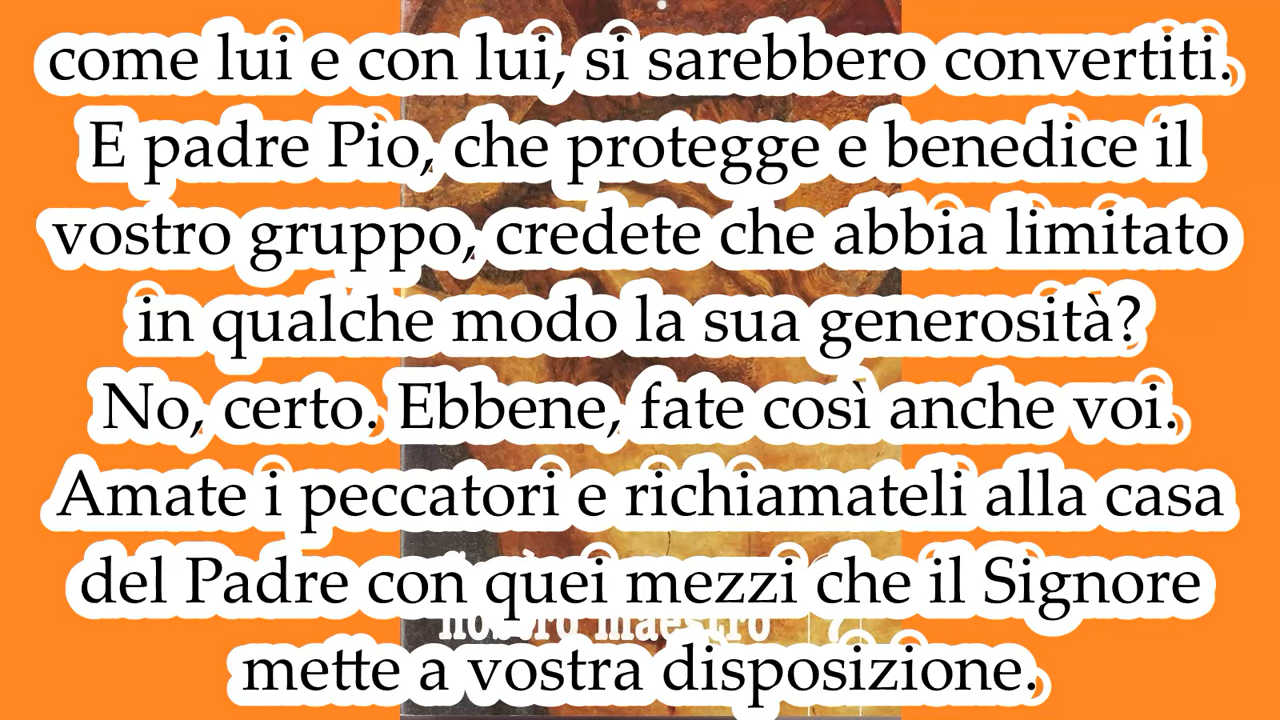 come lui e con lui, si sarebbero convertiti.
E padre Pio, che protegge e benedice il
vostro gruppo, credete che abbia limitato
in qualche modo la sua generosità?
No, certo. Ebbene, fate così anche voi.
Amate i peccatori e richiamateli alla casa
del Padre con quei mezzi che il Signore
nostro maestro
mette a vostra disposizione.